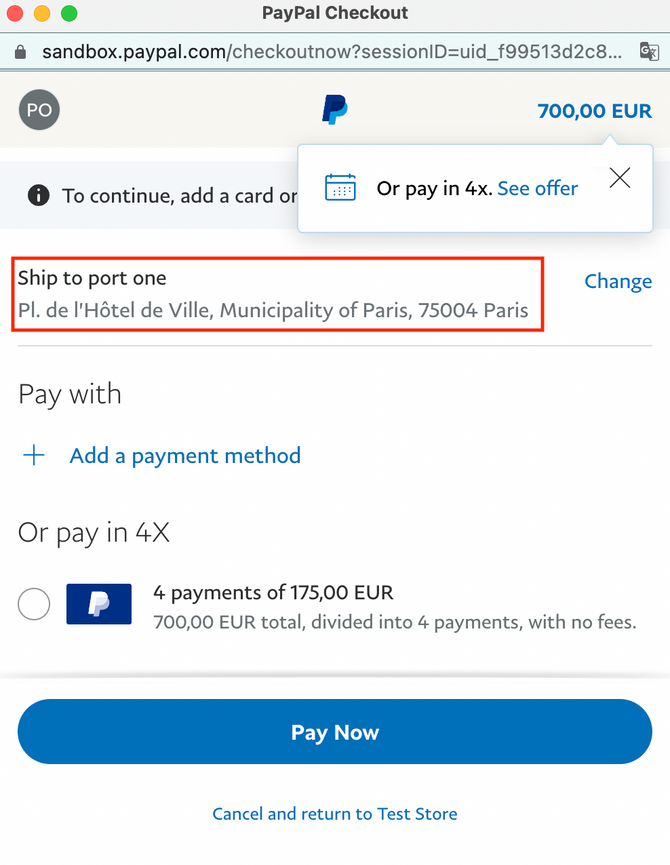 PayPal Checkout
sandbox.paypal.com/checkoutnow?sessionID=uid_f99513d2c8...
PO
700,00 EUR
To continue, add a card or
Or pay in 4x. See offer
Ship to port one
Change
Pl. de l'Hôtel de Ville, Municipality of Paris, 75004 Paris
Pay with
+ Add a payment method
Or pay in 4X
4 payments of 175,00 EUR
700,00 EUR total, divided into 4 payments, with no fees.
Pay Now
Cancel and return to Test Store